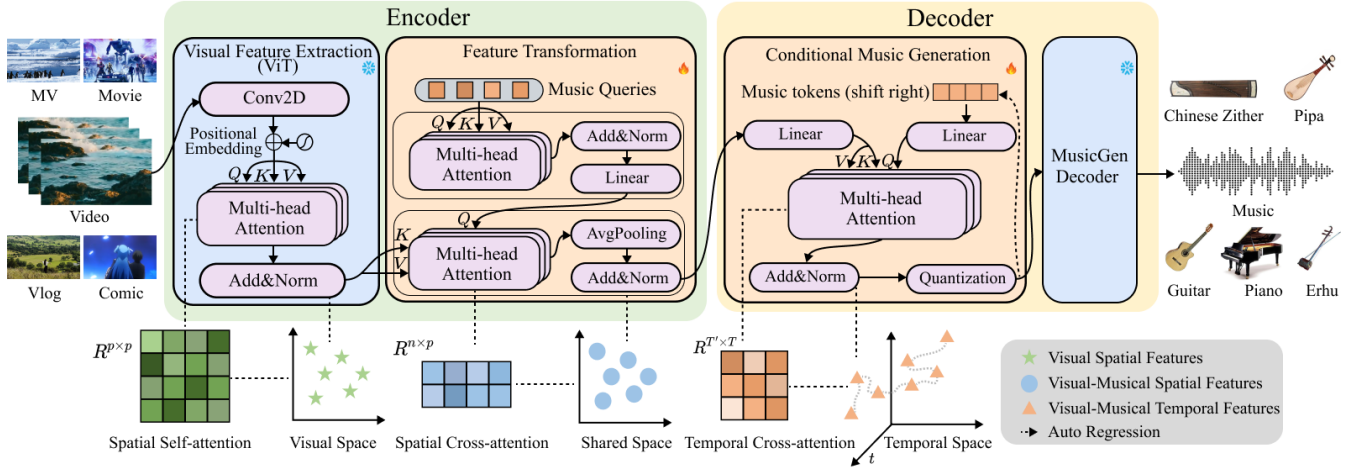 Encoder
Decoder
Visual Feature Extraction
(ViT)
Feature Transformation
Conditional Music Generation
MV
Movie
Video
Vlog
Comic
Conv2D
Positional
Embedding
Q
K
V
Multi-head
Attention
Add&Norm
Music Queries
Q
K
V
Multi-head
Attention
Add&Norm
Linear
Q
K
V
Multi-head
Attention
AvgPooling
Add&Norm
Music tokens (shift right)
Linear
Linear
V
K
Q
Multi-head
Attention
Add&Norm
Quantization
MusicGen
Decoder
Chinese Zither
Pipa
Music
Guitar
Piano
Erhu
R^{p×p}
Spatial Self-attention
Visual Space
R^{n×p}
Spatial Cross-attention
Shared Space
R^{T'×T}
Temporal Cross-attention
t
Temporal Space
Visual Spatial Features
Visual-Musical Spatial Features
Visual-Musical Temporal Features
Auto Regression